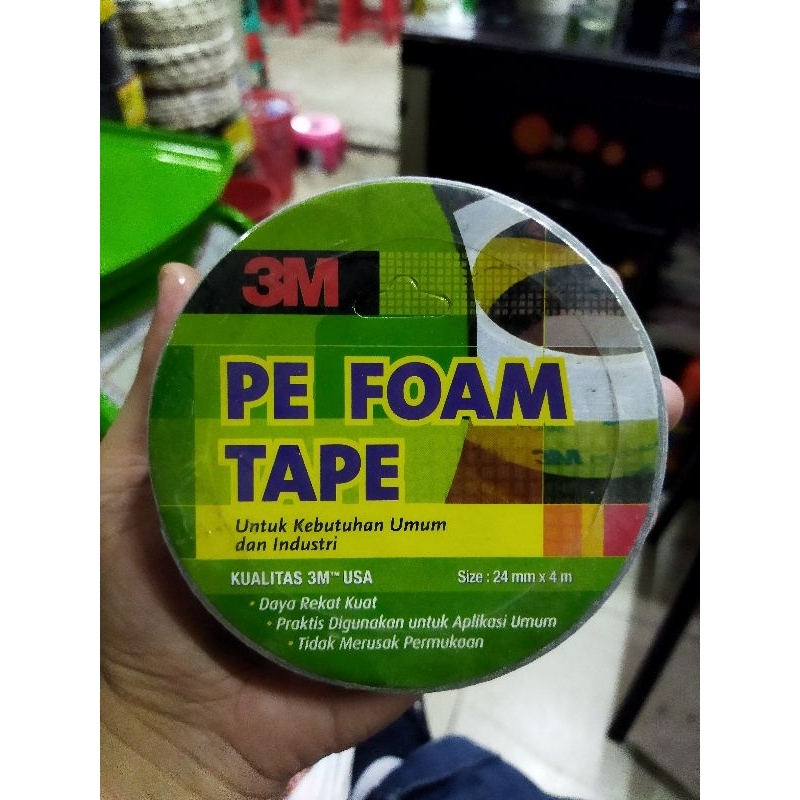 3M
PE FOAM
TAPE
Untuk Kebutuhan Umum
dan Industri
KUALITAS 3M™ USA
Size : 24 mm x 4 m
• Daya Rekat Kuat
• Praktis Digunakan untuk Aplikasi Umum
• Tidak Merusak Permukaan